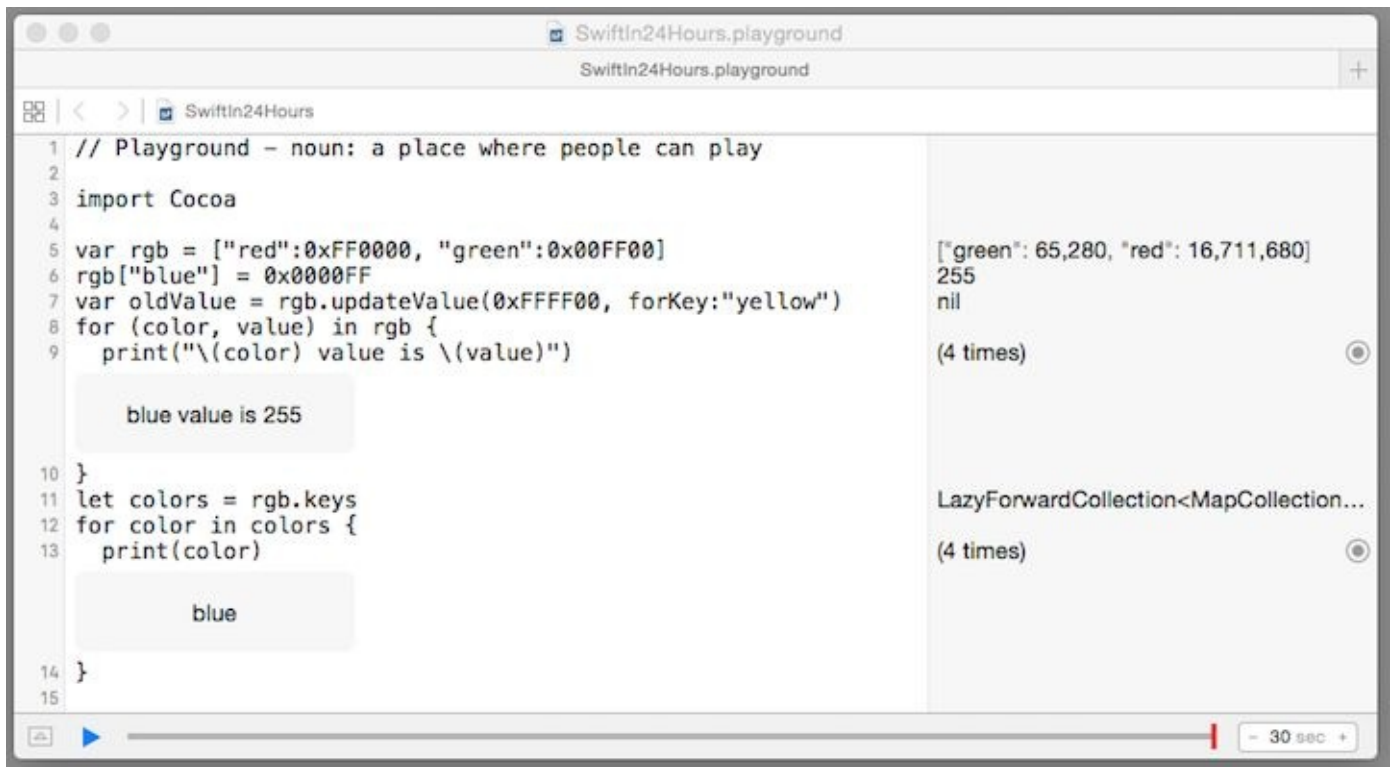 SwiftIn24Hours.playground
SwiftIn24Hours.playground +
SwiftIn24Hours
1 // Playground – noun: a place where people can play
2
3 import Cocoa
4
5 var rgb = ["red":0xFF0000, "green":0x00FF00] ["green": 65,280, "red": 16,711,680]
6 rgb["blue"] = 0x0000FF 255
7 var oldValue = rgb.updateValue(0xFFFF00, forKey:"yellow") nil
8 for (color, value) in rgb {
9 print("\(color) value is \(value)") (4 times)
blue value is 255
10 }
11 let colors = rgb.keys LazyForwardCollection<MapCollection...
12 for color in colors {
13 print(color) (4 times)
blue
14 }
15
- 30 sec +